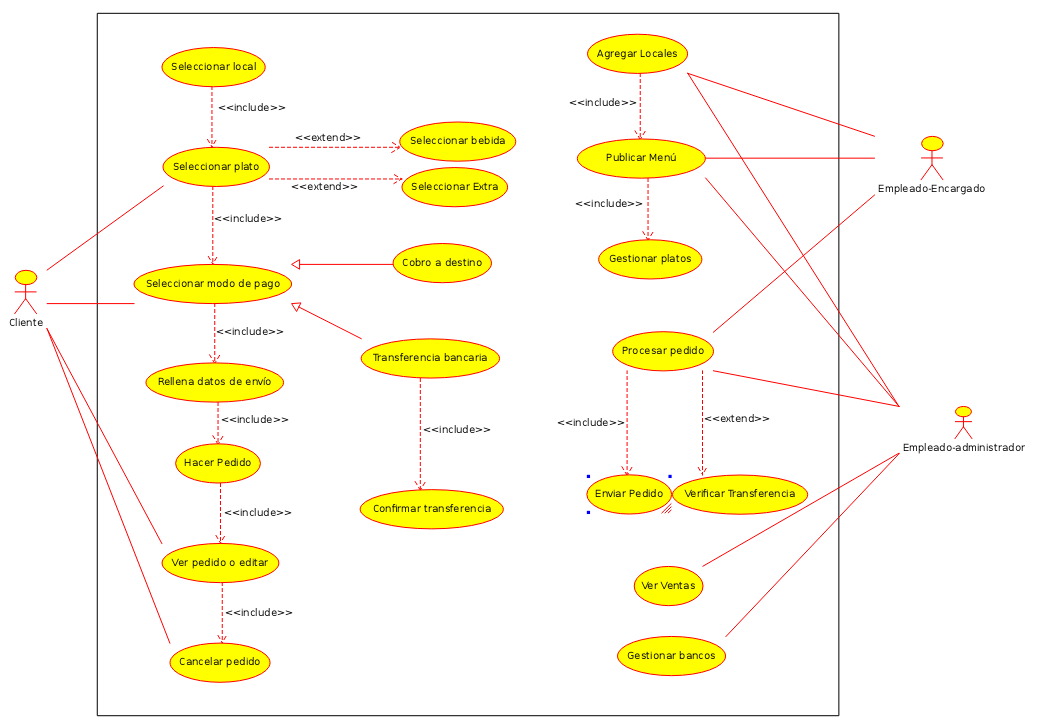 Seleccionar local
<<include>>
Seleccionar plato
<<extend>>
Seleccionar bebida
<<extend>>
Seleccionar Extra
<<include>>
Seleccionar modo de pago
Cobro a destino
Cliente
<<include>>
Transferencia bancaria
Rellena datos de envío
<<include>>
<<include>>
Hacer Pedido
<<include>>
Confirmar transferencia
Ver pedido o editar
<<include>>
Cancelar pedido
Agregar Locales
<<include>>
Publicar Menú
Empleado-Encargado
<<include>>
Gestionar platos
Procesar pedido
<<include>>
<<extend>>
Empleado-administrador
Enviar Pedido
Verificar Transferencia
Ver Ventas
Gestionar bancos